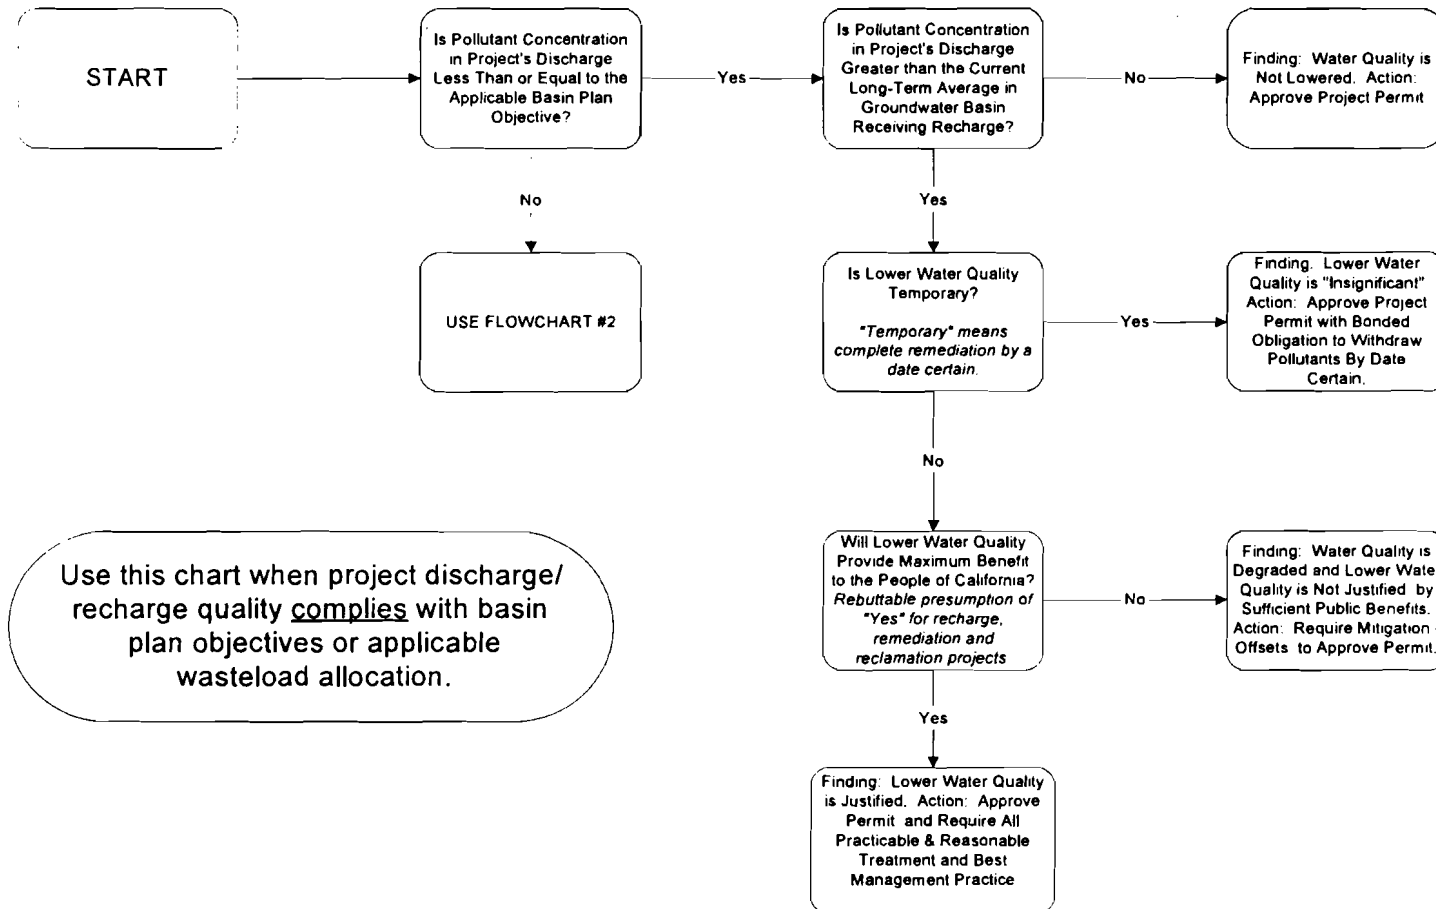 START
Is Pollutant Concentration
in Project's Discharge
Less Than or Equal to the
Applicable Basin Plan
Objective?
Yes
Is Pollutant Concentration
in Project's Discharge
Greater than the Current
Long-Term Average in
Groundwater Basin
Receiving Recharge?
No
Finding: Water Quality is
Not Lowered. Action:
Approve Project Permit
No
Yes
USE FLOWCHART #2
Is Lower Water Quality
Temporary?
"Temporary" means
complete remediation by a
date certain.
Yes
Finding. Lower Water
Quality is "Insignificant"
Action: Approve Project
Permit with Bonded
Obligation to Withdraw
Pollutants By Date
Certain.
No
Use this chart when project discharge/
recharge quality complies with basin
plan objectives or applicable
wasteload allocation.
Will Lower Water Quality
Provide Maximum Benefit
to the People of California?
Rebuttable presumption of
"Yes" for recharge,
remediation and
reclamation projects
No
Finding: Water Quality is
Degraded and Lower Water
Quality is Not Justified by
Sufficient Public Benefits.
Action: Require Mitigation
Offsets to Approve Permit.
Yes
Finding: Lower Water Quality
is Justified. Action: Approve
Permit and Require All
Practicable & Reasonable
Treatment and Best
Management Practice